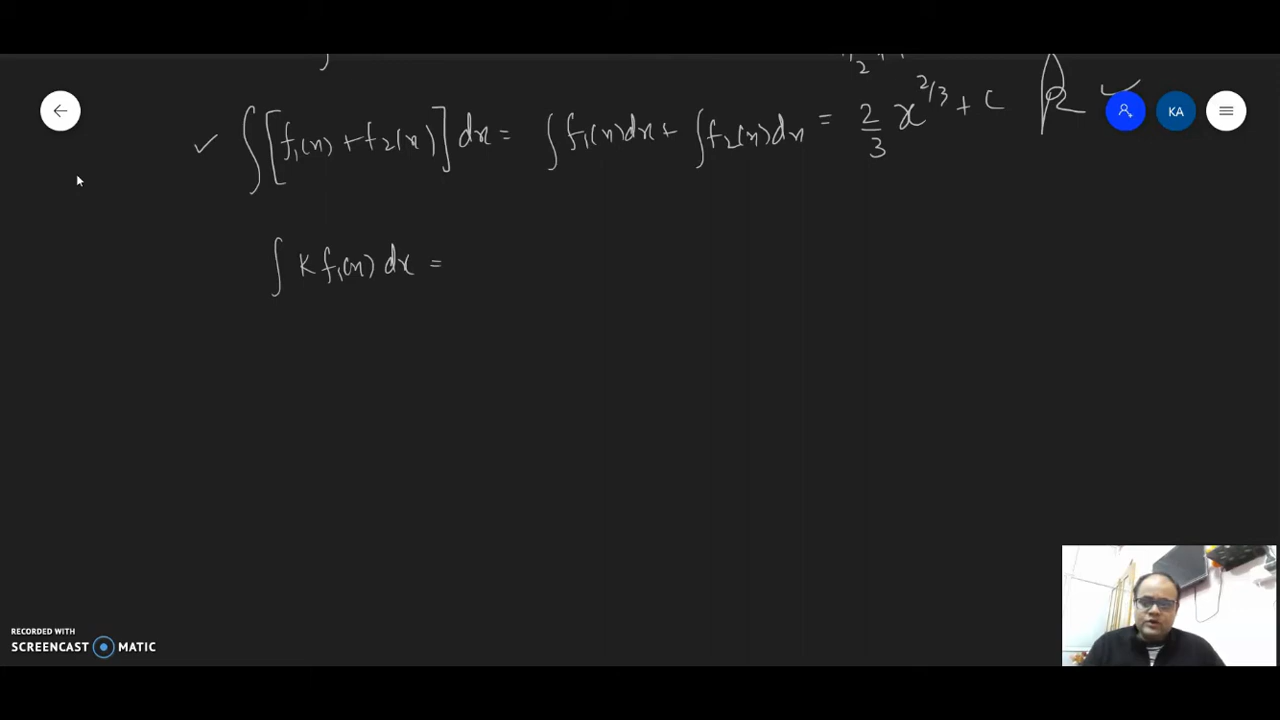 ∫[f₁(x) + f₂(x)] dx = ∫f₁(x)dx + ∫f₂(x)dx = 2/3 x^2/3 + C
KA
∫ K f₁(x) dx =
RECORDED WITH
SCREENCAST MATIC